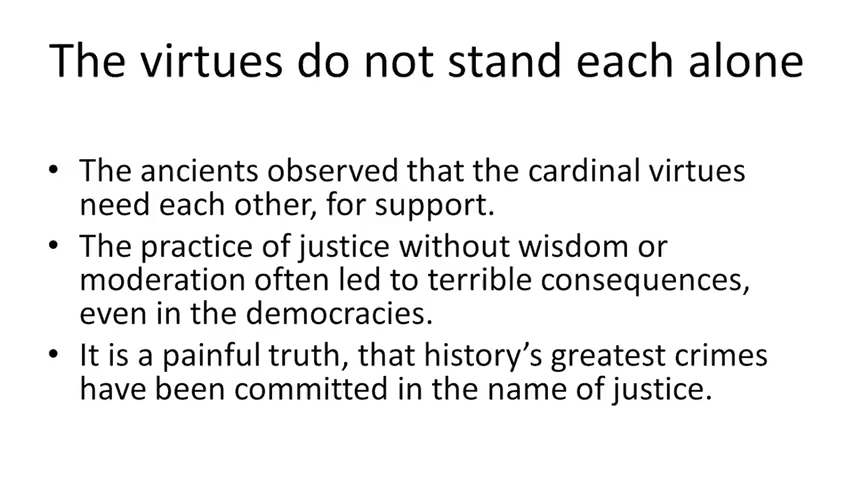 The virtues do not stand each alone
• The ancients observed that the cardinal virtues
need each other, for support.
• The practice of justice without wisdom or
moderation often led to terrible consequences,
even in the democracies.
• It is a painful truth, that history’s greatest crimes
have been committed in the name of justice.